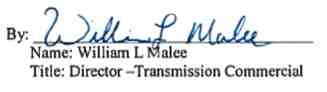 By: William L Malee
Name: William L Malee
Title: Director –Transmission Commercial